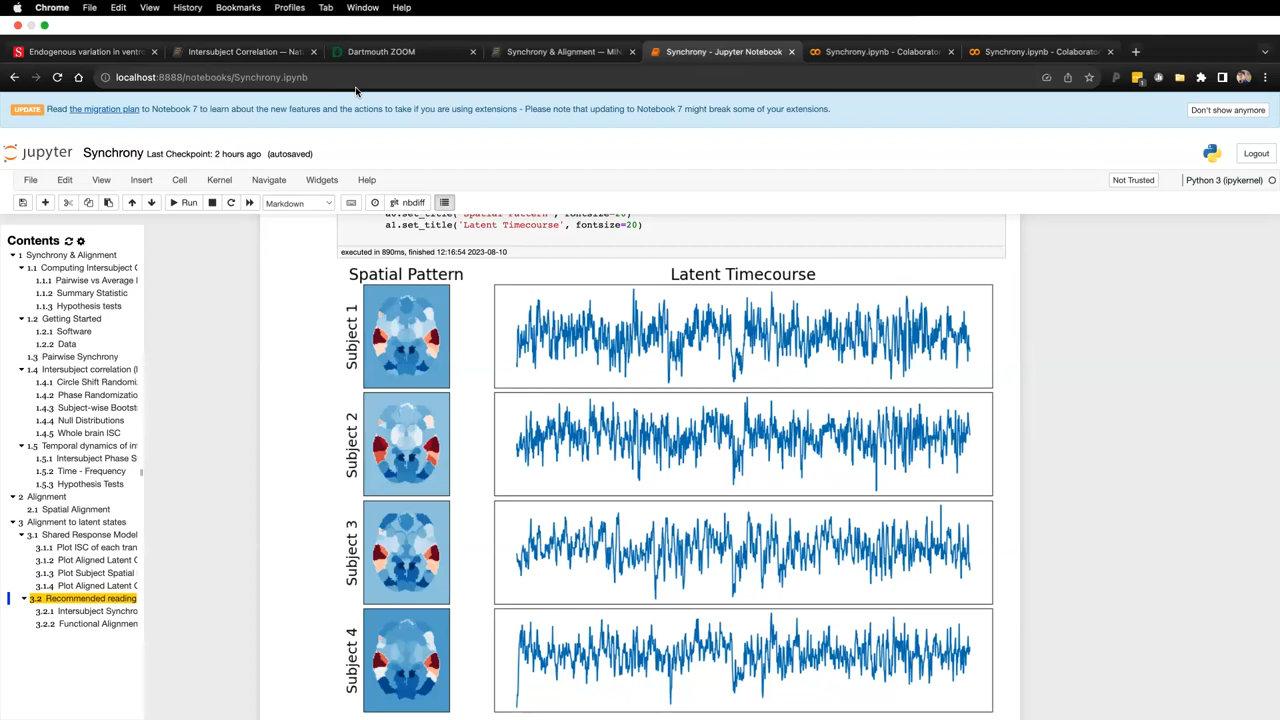 Chrome File Edit View History Bookmarks Profiles Tab Window Help
Endogenous variation in ventro × Intersubject Correlation — Nat × Dartmouth ZOOM × Synchrony & Alignment — MIN × Synchrony - Jupyter Notebook × Synchrony.ipynb - Colaborator × Synchrony.ipynb - Colaborator × +
localhost:8888/notebooks/Synchrony.ipynb
UPDATE Read the migration plan to Notebook 7 to learn about the new features and the actions to take if you are using extensions - Please note that updating to Notebook 7 might break some of your extensions. Don't show anymore
jupyter Synchrony Last Checkpoint: 2 hours ago (autosaved) Logout
File Edit View Insert Cell Kernel Navigate Widgets Help Not Trusted Python 3 (ipykernel)
Run Markdown git nbdiff
a0.set_title('Spatial Pattern', fontsize=20)
a1.set_title('Latent Timecourse', fontsize=20)
executed in 890ms, finished 12:16:54 2023-08-10
Contents
1 Synchrony & Alignment
1.1 Computing Intersubject C
1.1.1 Pairwise vs Average I
1.1.2 Summary Statistic
1.1.3 Hypothesis tests
1.2 Getting Started
1.2.1 Software
1.2.2 Data
1.3 Pairwise Synchrony
1.4 Intersubject correlation (I
1.4.1 Circle Shift Randomi
1.4.2 Phase Randomizatio
1.4.3 Subject-wise Bootst
1.4.4 Null Distributions
1.4.5 Whole brain ISC
1.5 Temporal dynamics of in
1.5.1 Intersubject Phase S
1.5.2 Time - Frequency
1.5.3 Hypothesis Tests
2 Alignment
2.1 Spatial Alignment
3 Alignment to latent states
3.1 Shared Response Model
3.1.1 Plot ISC of each tran
3.1.2 Plot Aligned Latent C
3.1.3 Plot Subject Spatial
3.1.4 Plot Aligned Latent C
3.2 Recommended reading
3.2.1 Intersubject Synchro
3.2.2 Functional Alignmen
Spatial Pattern Latent Timecourse
Subject 1
Subject 2
Subject 3
Subject 4